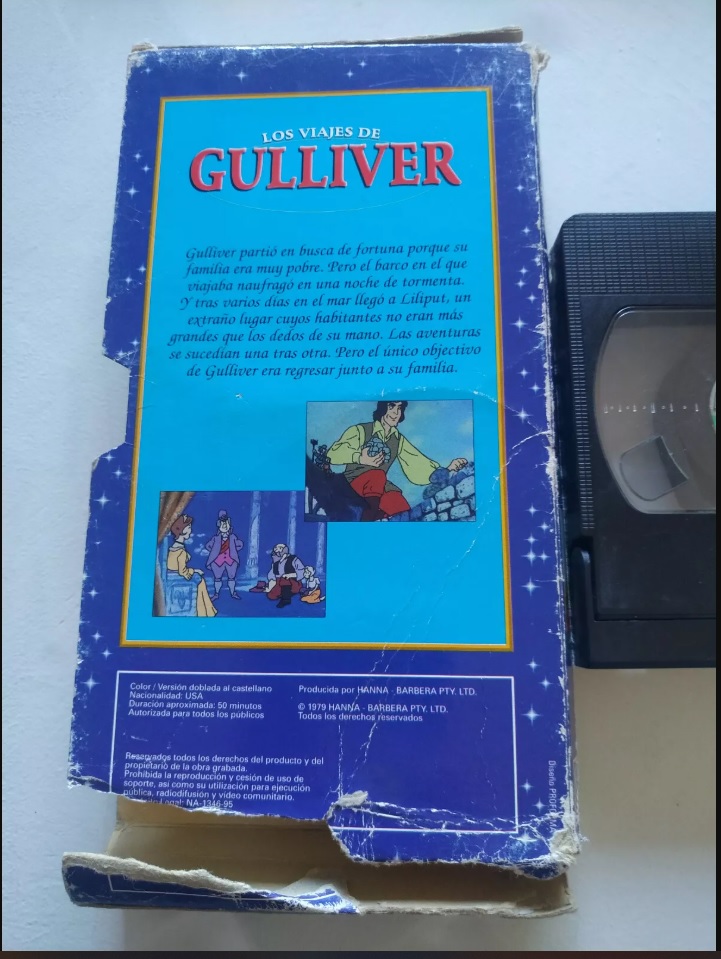 LOS VIAJES DE
GULLIVER
Gulliver partió en busca de fortuna porque su
familia era muy pobre. Pero el barco en el que
viajaba naufragó en una noche de tormenta.
Y tras varios días en el mar llegó a Liliput, un
extraño lugar cuyos habitantes no eran más
grandes que los dedos de su mano. Las aventuras
se sucedían una tras otra. Pero el único objectivo
de Gulliver era regresar junto a su familia.
Color / Versión doblada al castellano
Nacionalidad: USA
Duración aproximada: 50 minutos
Autorizada para todos los públicos
Producida por HANNA - BARBERA PTY. LTD.
© 1979 HANNA - BARBERA PTY. LTD.
Todos los derechos reservados
Reservados todos los derechos del producto y del
propietario de la obra grabada.
Prohibida la reproducción y cesión de uso de
soporte, así como su utilización para ejecución
pública, radiodifusión y vídeo comunitario.
Legal: NA-1346-95
Diseño